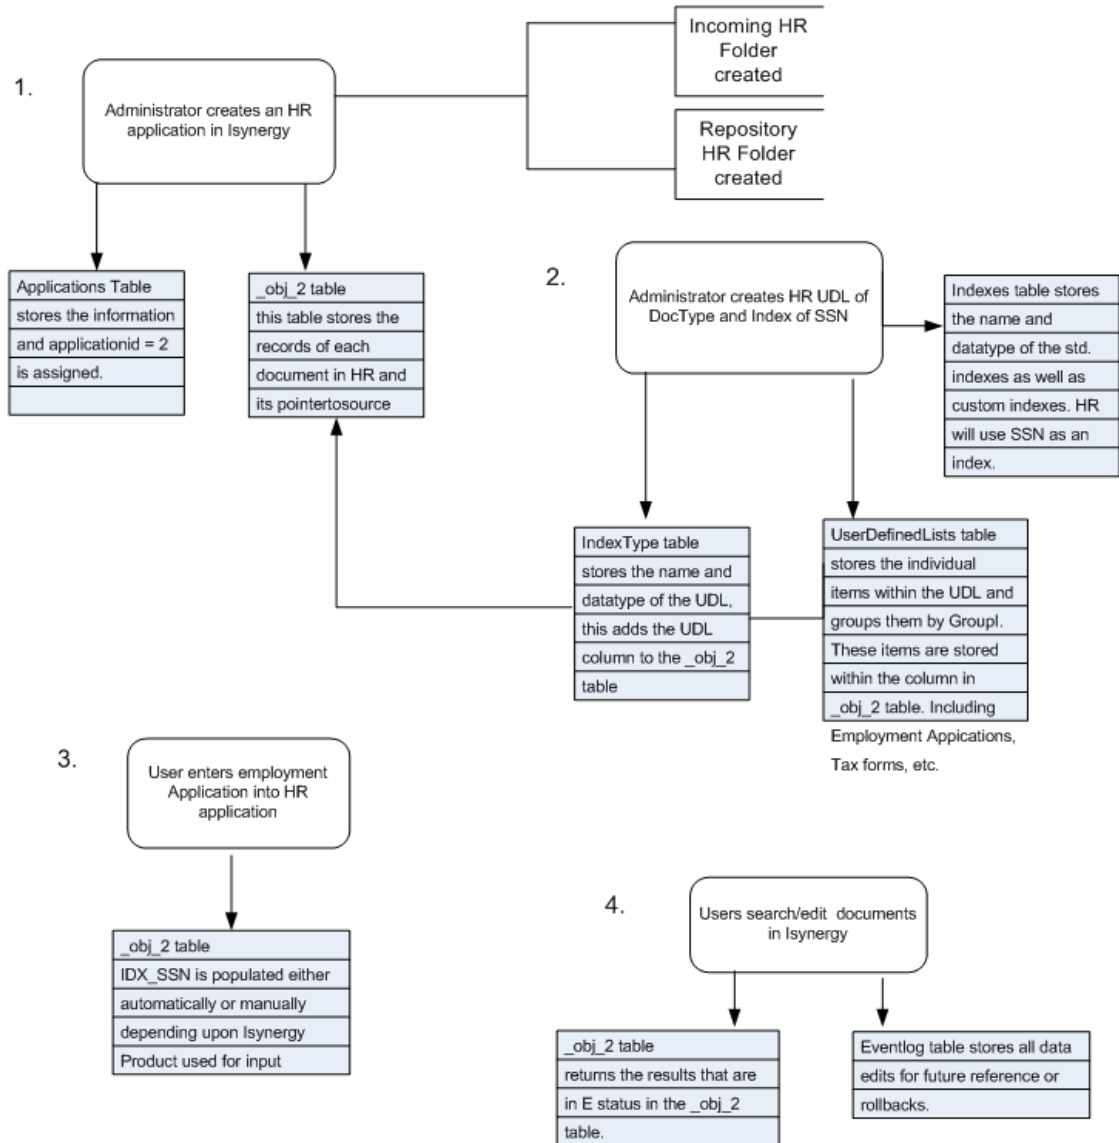 1.
Administrator creates an HR
application in Isynergy
Incoming HR
Folder
created
Repository
HR Folder
created
Applications Table
stores the information
and applicationid = 2
is assigned.
_obj_2 table
this table stores the
records of each
document in HR and
its pointertosource
2.
Administrator creates HR UDL of
DocType and Index of SSN
Indexes table stores
the name and
datatype of the std.
indexes as well as
custom indexes. HR
will use SSN as an
index.
IndexType table
stores the name and
datatype of the UDL,
this adds the UDL
column to the _obj_2
table
UserDefinedLists table
stores the individual
items within the UDL and
groups them by GroupI.
These items are stored
within the column in
_obj_2 table. Including
Employment Appications,
Tax forms, etc.
3.
User enters employment
Application into HR
application
_obj_2 table
IDX_SSN is populated either
automatically or manually
depending upon Isynergy
Product used for input
4.
Users search/edit documents
in Isynergy
_obj_2 table
returns the results that are
in E status in the _obj_2
table.
Eventlog table stores all data
edits for future reference or
rollbacks.